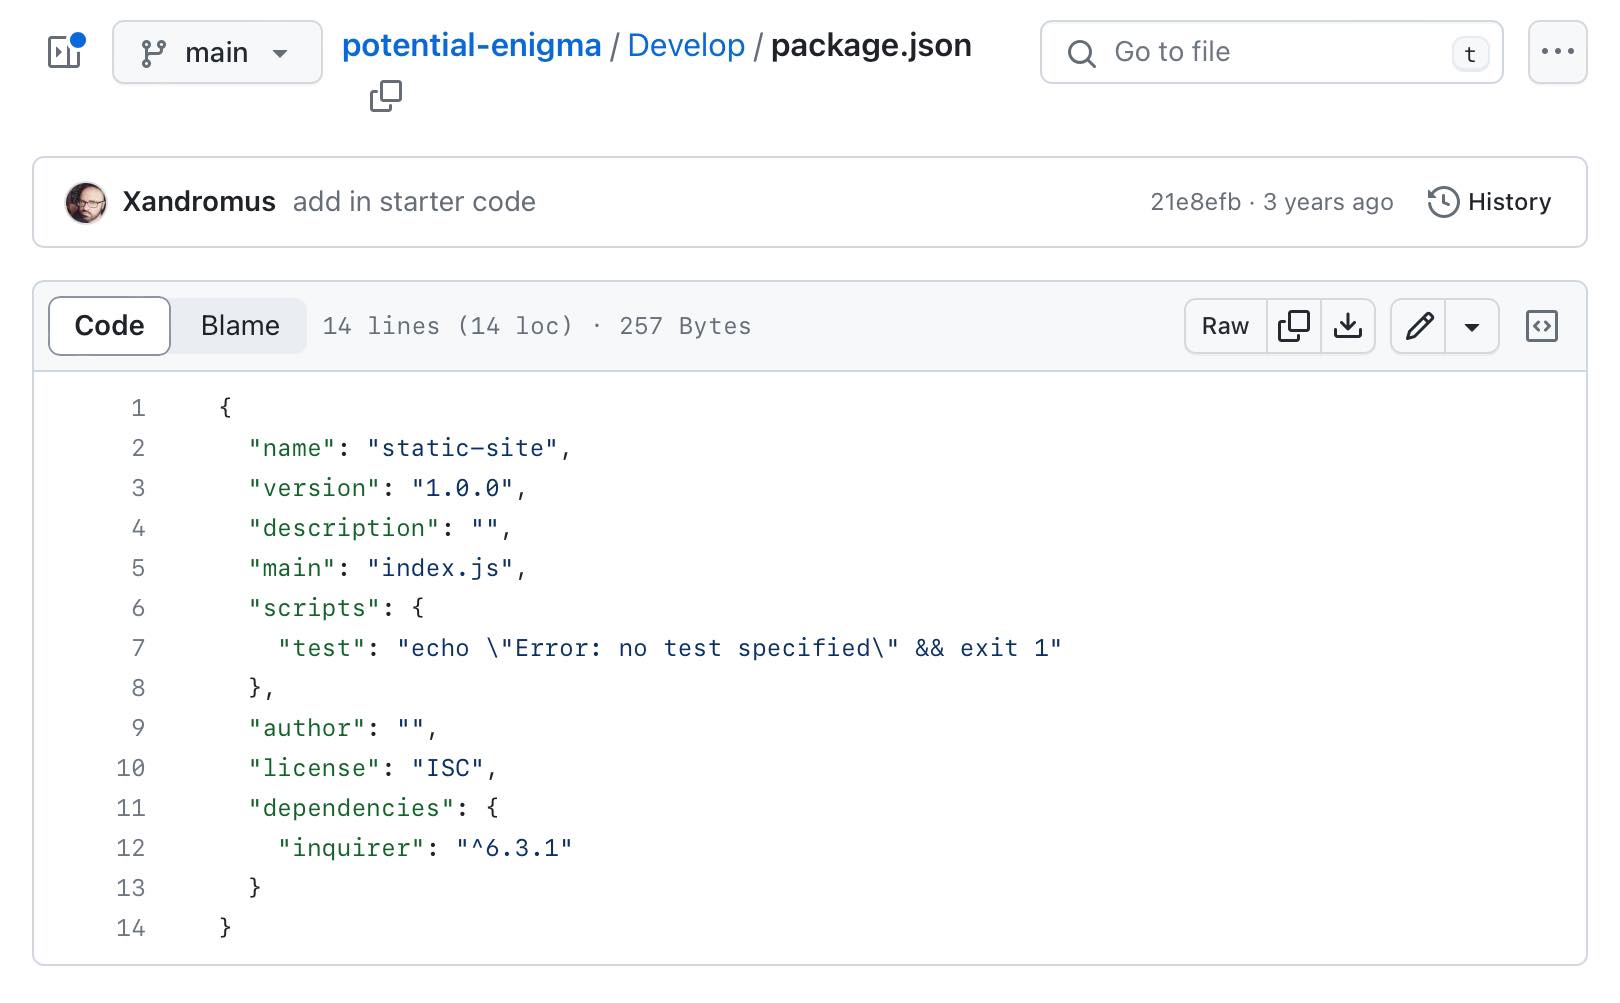 main
potential-enigma / Develop / package.json
Go to file
t
Xandromus add in starter code
21e8efb · 3 years ago
History
Code
Blame
14 lines (14 loc) · 257 Bytes
Raw
1 {
2   "name": "static-site",
3   "version": "1.0.0",
4   "description": "",
5   "main": "index.js",
6   "scripts": {
7     "test": "echo \"Error: no test specified\" && exit 1"
8   },
9   "author": "",
10   "license": "ISC",
11   "dependencies": {
12     "inquirer": "^6.3.1"
13   }
14 }